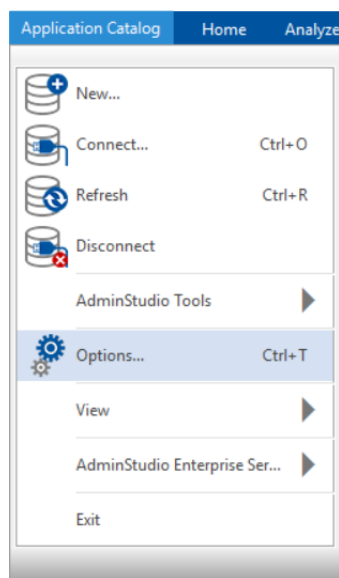 Application Catalog Home Analyze
New...
Connect... Ctrl+O
Refresh Ctrl+R
Disconnect
AdminStudio Tools
Options... Ctrl+T
View
AdminStudio Enterprise Ser...
Exit